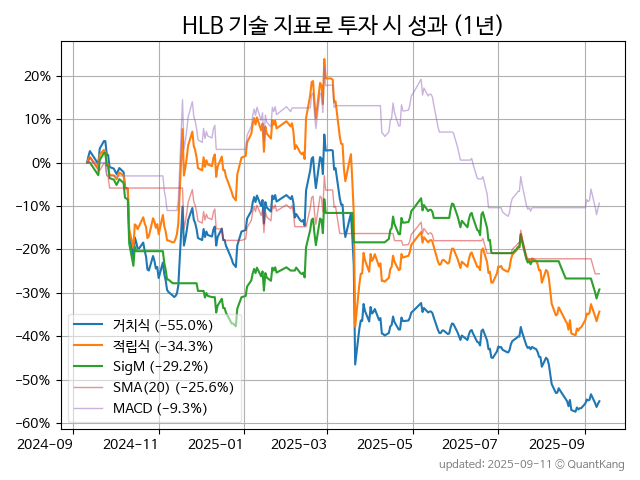 HLB 기술 지표로 투자 시 성과 (1년)
20%
10%
0%
−10%
−20%
−30%
−40%
−50%
−60%
거치식 (−55.0%)
적립식 (−34.3%)
SigM (−29.2%)
SMA(20) (−25.6%)
MACD (−9.3%)
2024-09
2024-11
2025-01
2025-03
2025-05
2025-07
2025-09
updated: 2025-09-11 © QuantKang